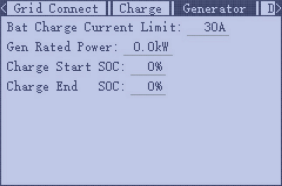 Grid Connect Charge Generator
Bat Charge Current Limit: 30A
Gen Rated Power: 0.0kW
Charge Start SOC: 0%
Charge End SOC: 0%